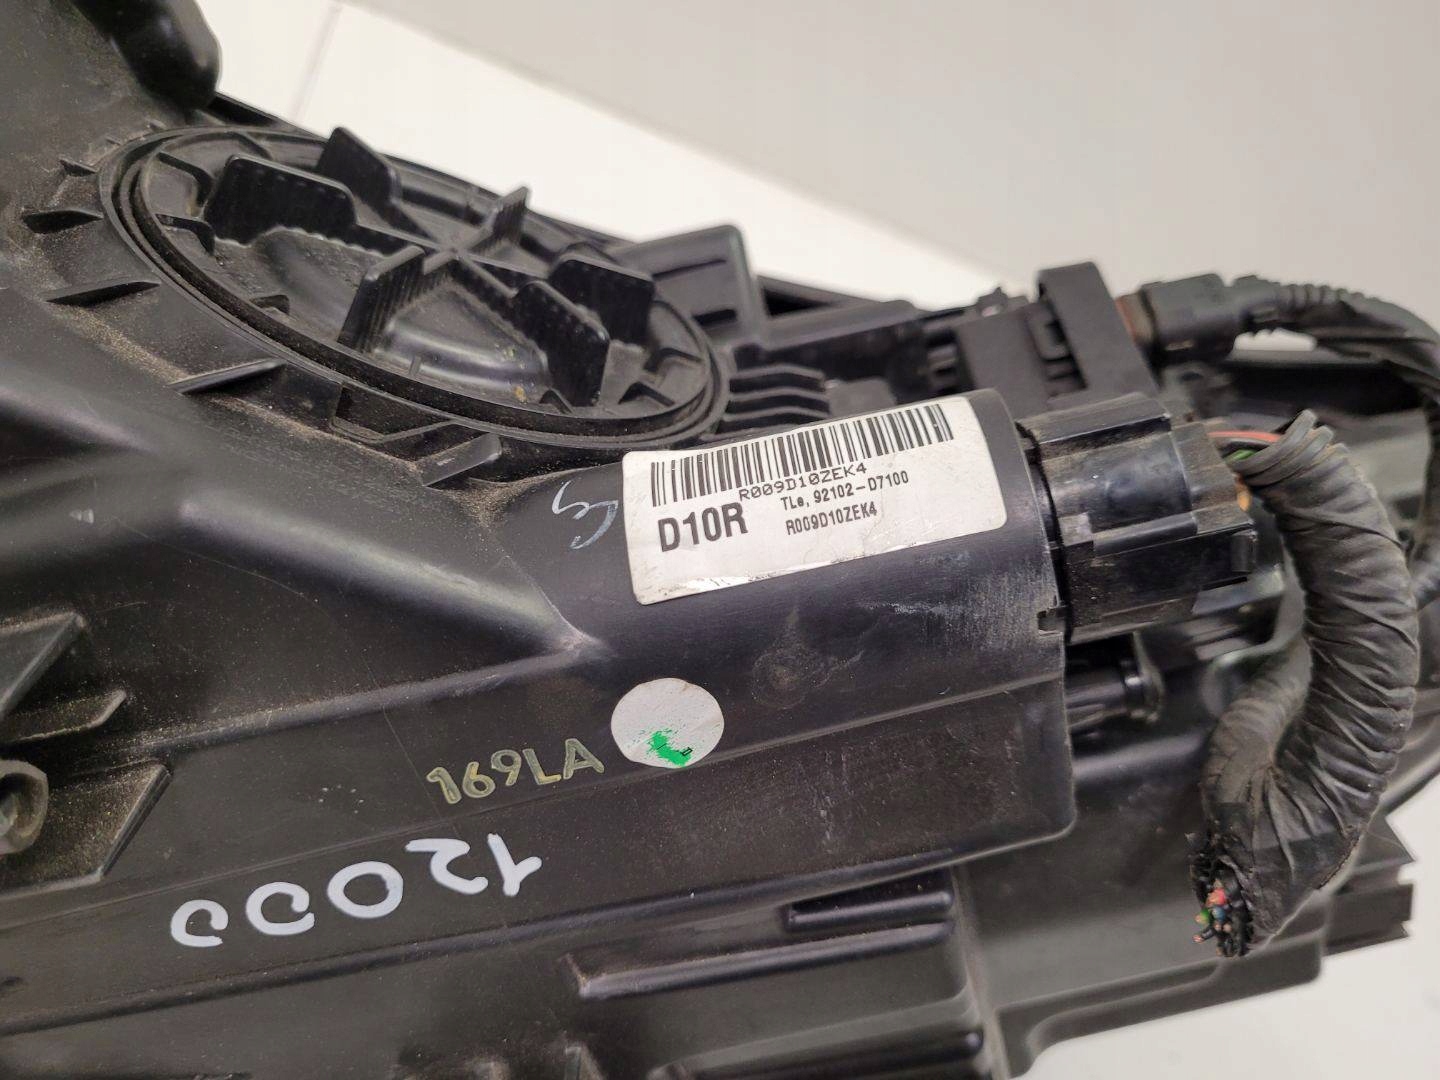 R009D10ZEK4
D10R
TLe, 92102-D7100
R009D10ZEK4
169LA
12000